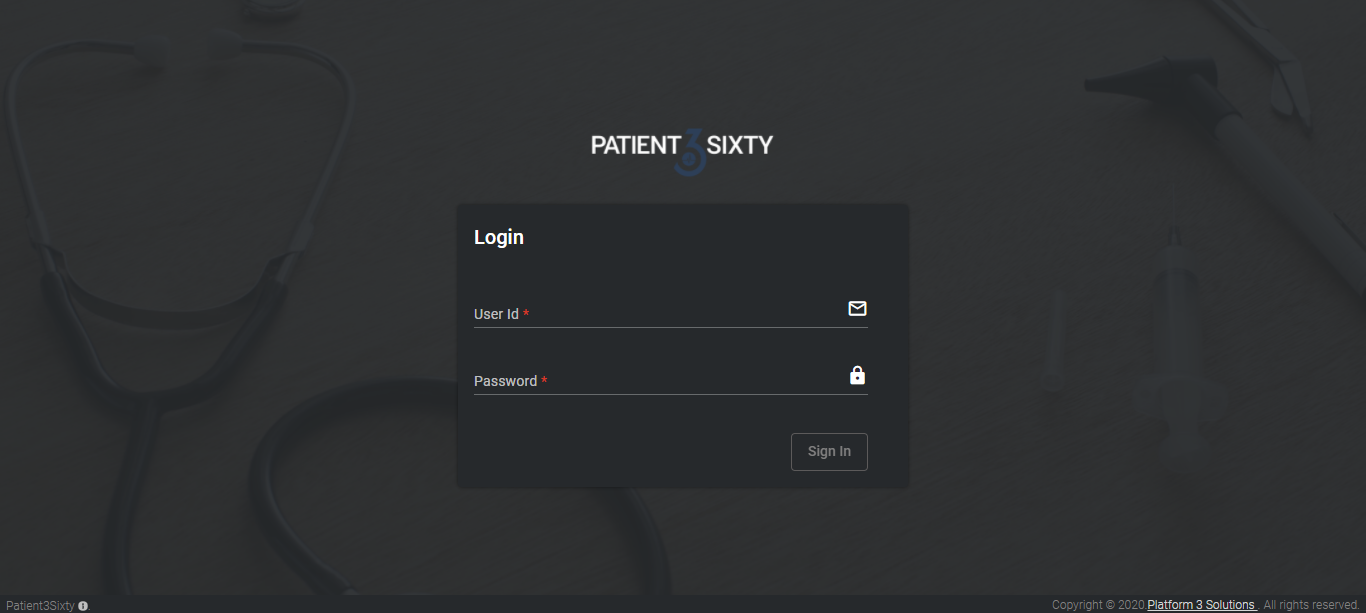 PATIENT 3 SIXTY
Login
User Id *
Password *
Sign In
Patient3Sixty
Copyright © 2020 Platform 3 Solutions . All rights reserved.